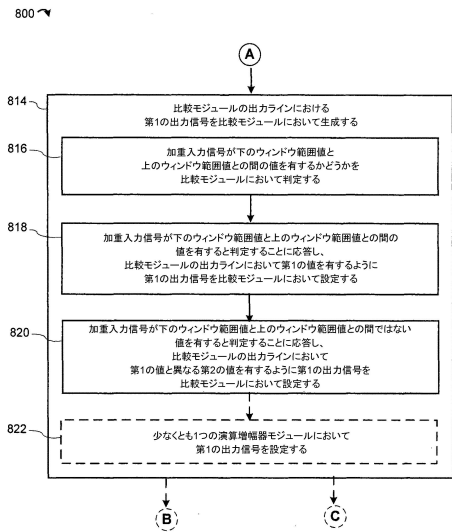 800
A
814
比較モジュールの出力ラインにおける
第1の出力信号を比較モジュールにおいて生成する
816
加重入力信号が下のウィンドウ範囲値と
上のウィンドウ範囲値との間の値を有するかどうかを
比較モジュールにおいて判定する
818
加重入力信号が下のウィンドウ範囲値と上のウィンドウ範囲値との間の
値を有すると判定することに応答し、
比較モジュールの出力ラインにおいて第1の値を有するように
第1の出力信号を比較モジュールにおいて設定する
820
加重入力信号が下のウィンドウ範囲値と上のウィンドウ範囲値との間ではない
値を有すると判定することに応答し、
比較モジュールの出力ラインにおいて
第1の値と異なる第2の値を有するように第1の出力信号を
比較モジュールにおいて設定する
822
少なくとも1つの演算増幅器モジュールにおいて
第1の出力信号を設定する
B
C